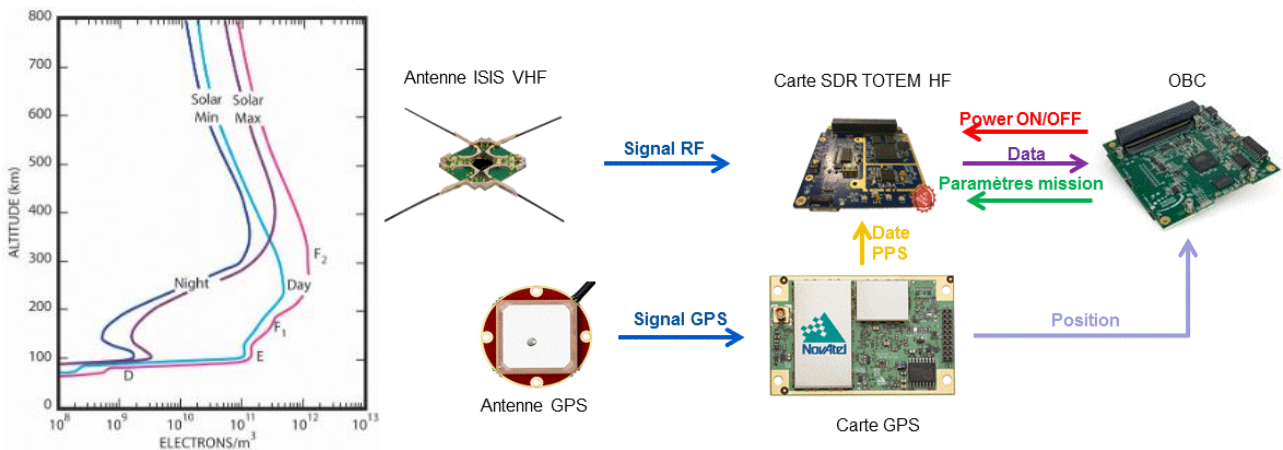 800
700
600
500
400
300
200
100
0
ALTITUDE (km)
Solar
Min
Solar
Max
Night
Day
F2
F1
E
D
10^8
10^9
10^10
10^11
10^12
10^13
ELECTRONS/m^3
Antenne ISIS VHF
Signal RF
Carte SDR TOTEM HF
OBC
Power ON/OFF
Data
Paramètres mission
Date
PPS
Antenne GPS
Signal GPS
NovAtel
Carte GPS
Position